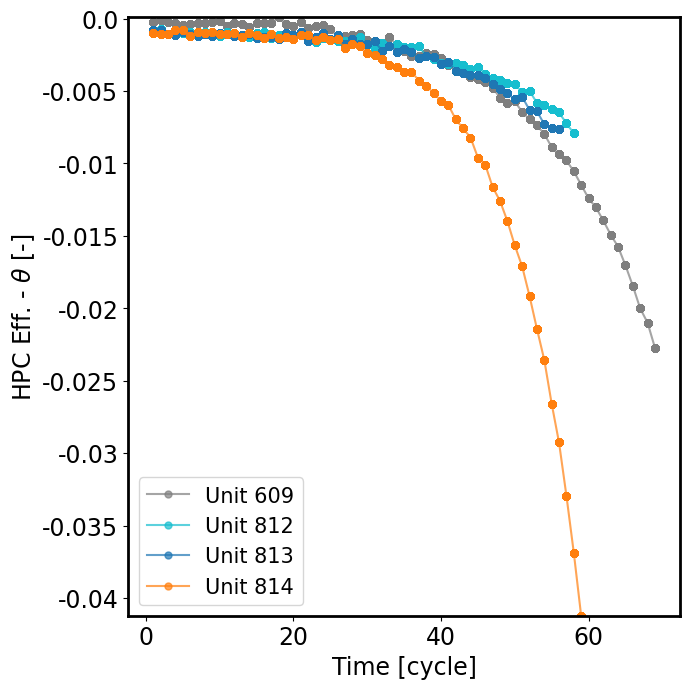 0.0
-0.005
-0.01
-0.015
-0.02
-0.025
-0.03
-0.035
-0.04
HPC Eff. - θ [-]
Unit 609
Unit 812
Unit 813
Unit 814
0 20 40 60
Time [cycle]